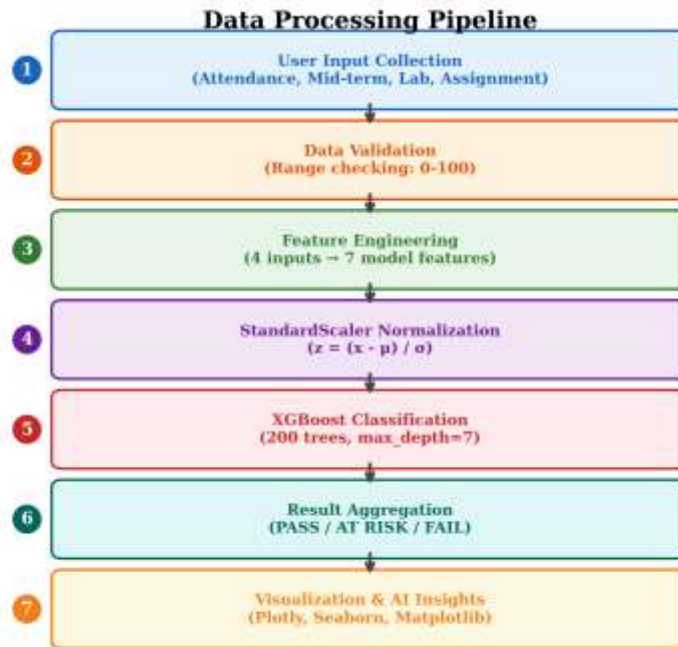 Data Processing Pipeline
1
User Input Collection
(Attendance, Mid-term, Lab, Assignment)
2
Data Validation
(Range checking: 0-100)
3
Feature Engineering
(4 inputs → 7 model features)
4
StandardScaler Normalization
(z = (x - μ) / σ)
5
XGBoost Classification
(200 trees, max_depth=7)
6
Result Aggregation
(PASS / AT RISK / FAIL)
7
Visualization & AI Insights
(Plotly, Seaborn, Matplotlib)